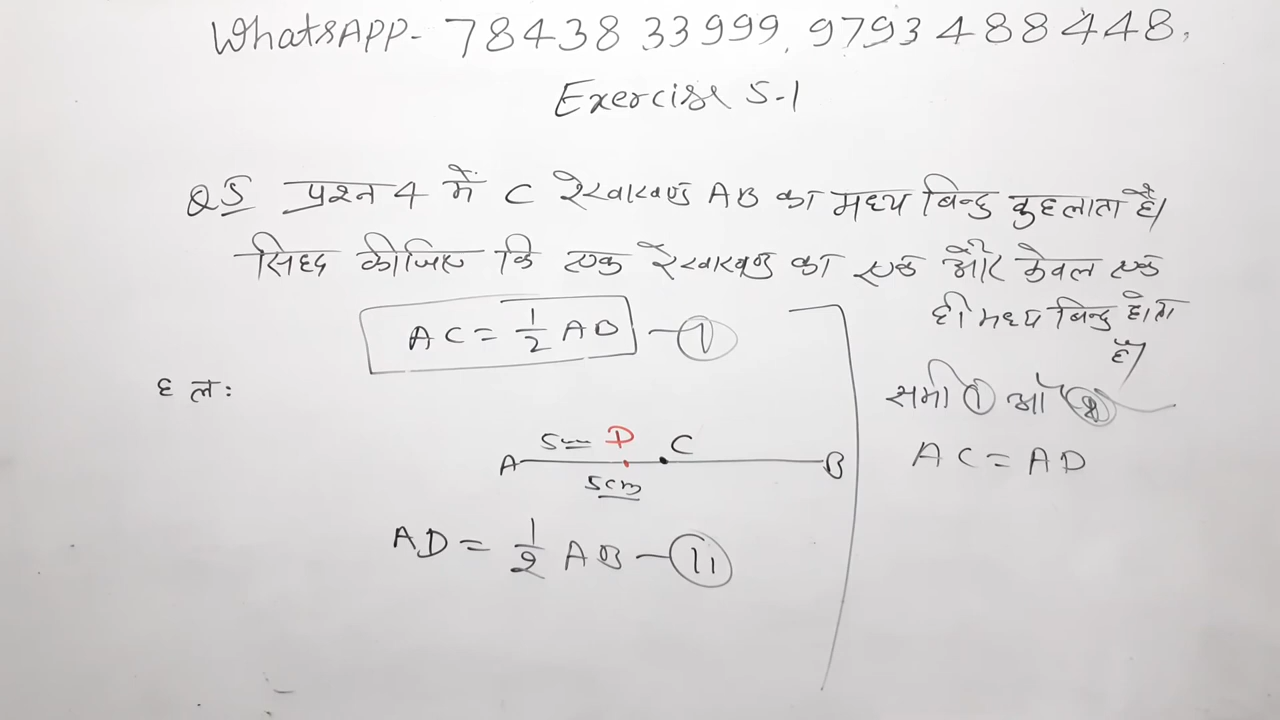 WhatsAPP- 78438 33999, 9793488448,
Exercise 5-1
Q5 प्रश्न 4 में C रेखाखण्ड AB का मध्य बिन्दु कहलाता है।
सिध्द कीजिए कि एक रेखाखण्ड का एक और केवल एक
ही मध्य बिन्दु होता
है।
AC = 1/2 AB — (I)
हल:
5cm D C
A B
5cm
AD = 1/2 AB — (II)
समी (I) औ (II)
AC = AD